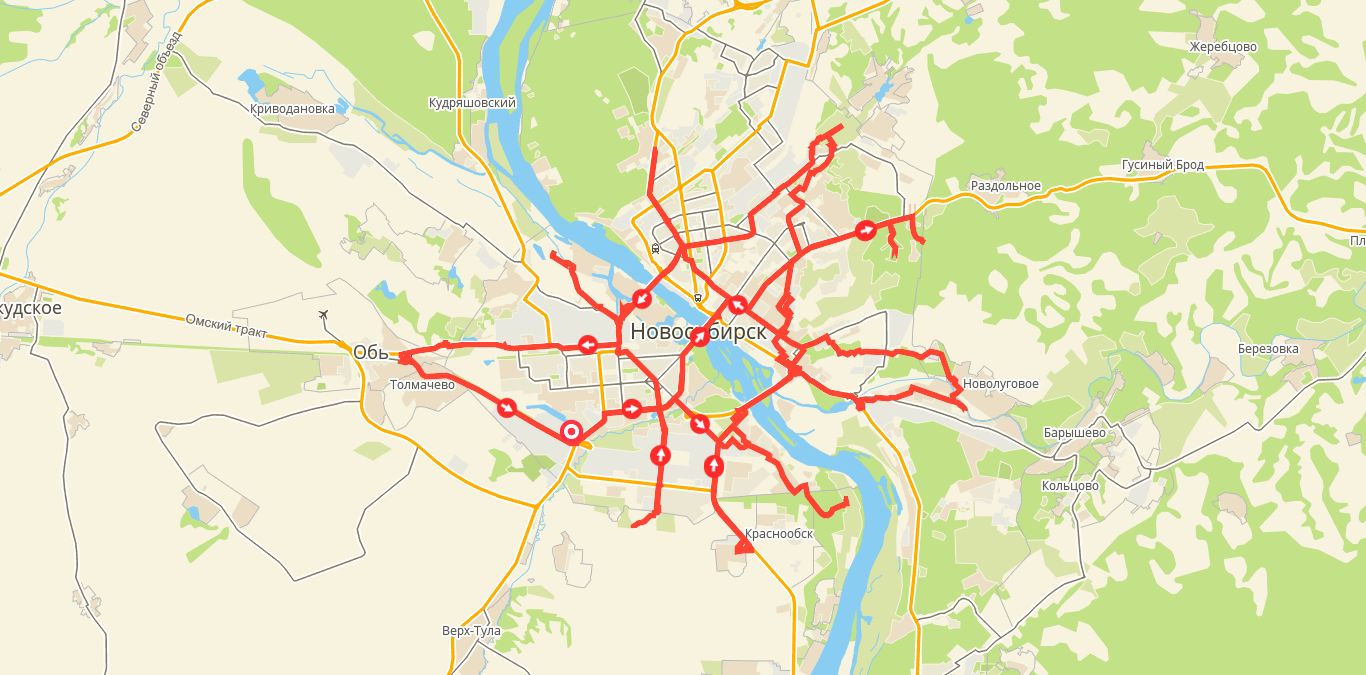 Жеребцово
Северный объезд
Кудряшовский
Криводановка
Гусиный Брод
Раздольное
кудское
Омский тракт
Новосибирск
Обь
Пл
Березовка
Толмачево
Новолуговое
Барышево
Кольцово
Краснообск
Верх-Тула